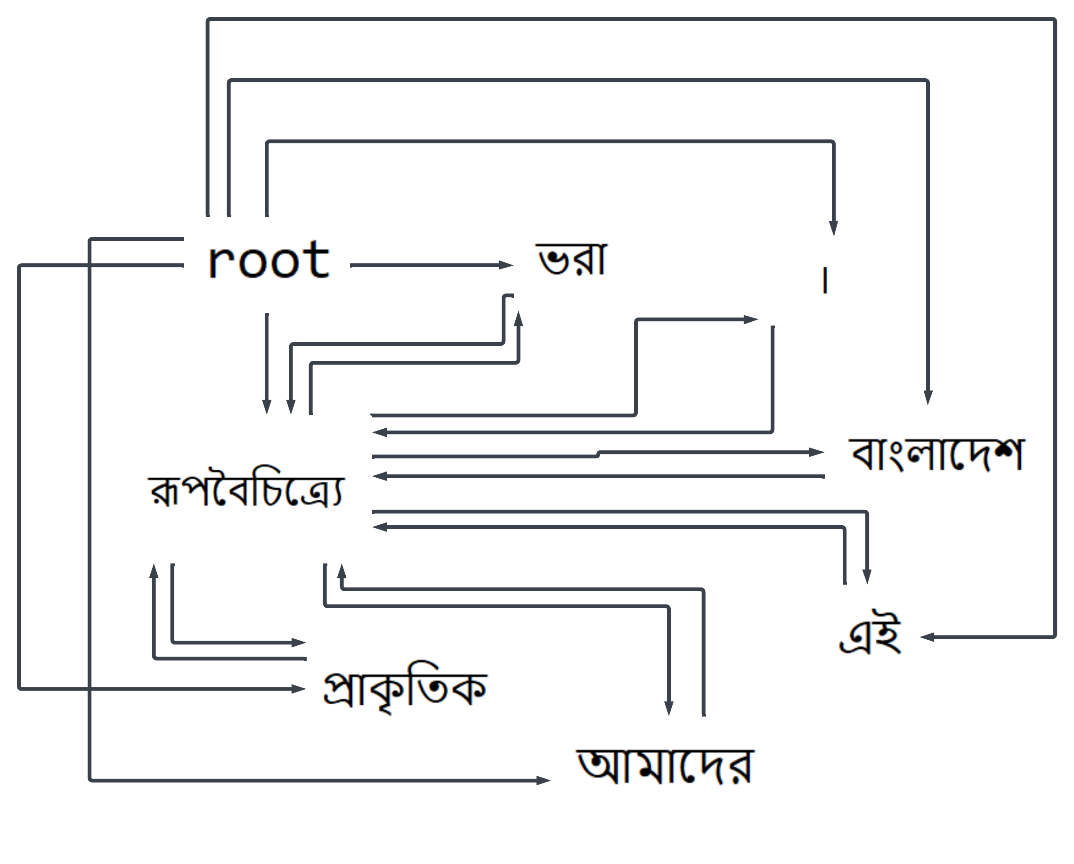 root
ভরা
।
বাংলাদেশ
রূপবৈচিত্র্যে
এই
প্রাকৃতিক
আমাদের